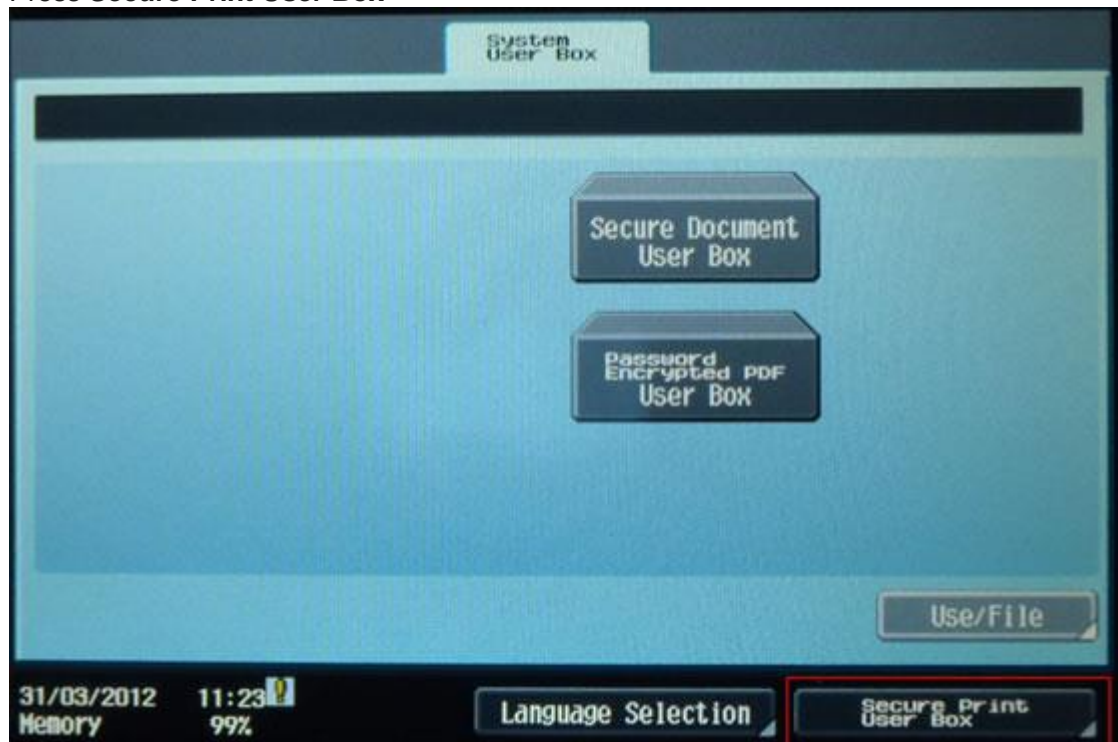 Press Secure Print User Box
System
User Box
Secure Document
User Box
Password
Encrypted PDF
User Box
Use/File
31/03/2012 11:23
Memory 99%
Language Selection
Secure Print
User Box